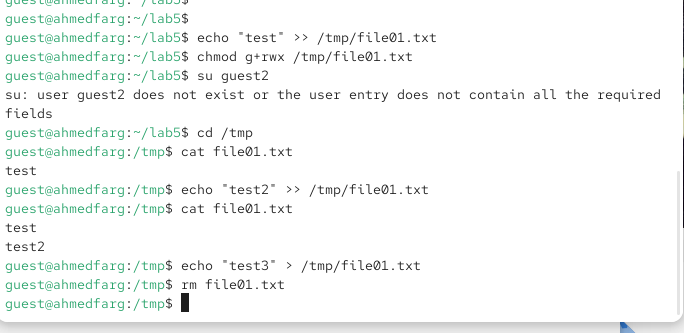 guest@ahmedfarg:~/lab5$
guest@ahmedfarg:~/lab5$
guest@ahmedfarg:~/lab5$ echo "test" >> /tmp/file01.txt
guest@ahmedfarg:~/lab5$ chmod g+rwx /tmp/file01.txt
guest@ahmedfarg:~/lab5$ su guest2
su: user guest2 does not exist or the user entry does not contain all the required
fields
guest@ahmedfarg:~/lab5$ cd /tmp
guest@ahmedfarg:/tmp$ cat file01.txt
test
guest@ahmedfarg:/tmp$ echo "test2" >> /tmp/file01.txt
guest@ahmedfarg:/tmp$ cat file01.txt
test
test2
guest@ahmedfarg:/tmp$ echo "test3" > /tmp/file01.txt
guest@ahmedfarg:/tmp$ rm file01.txt
guest@ahmedfarg:/tmp$